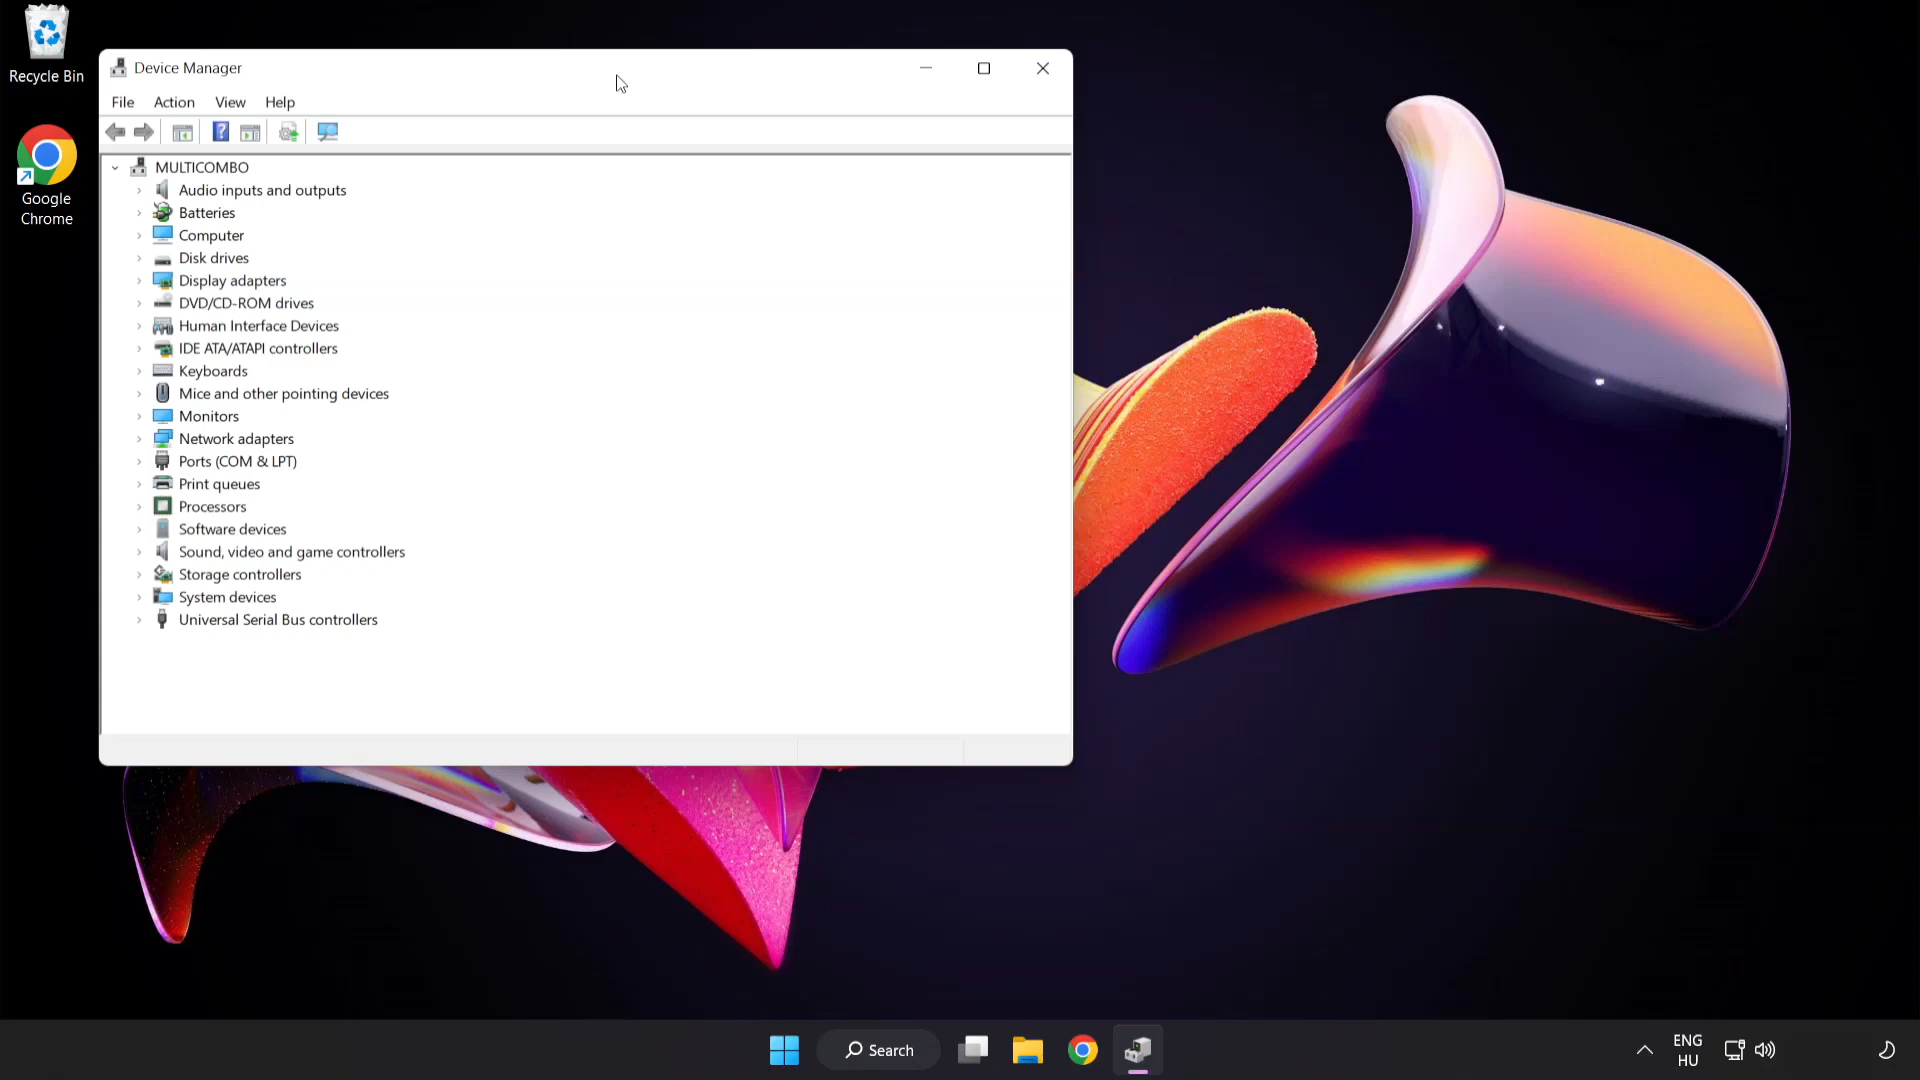 Recycle Bin
Google
Chrome
Device Manager
File Action View Help
MULTICOMBO
Audio inputs and outputs
Batteries
Computer
Disk drives
Display adapters
DVD/CD-ROM drives
Human Interface Devices
IDE ATA/ATAPI controllers
Keyboards
Mice and other pointing devices
Monitors
Network adapters
Ports (COM & LPT)
Print queues
Processors
Software devices
Sound, video and game controllers
Storage controllers
System devices
Universal Serial Bus controllers
Search
ENG
HU